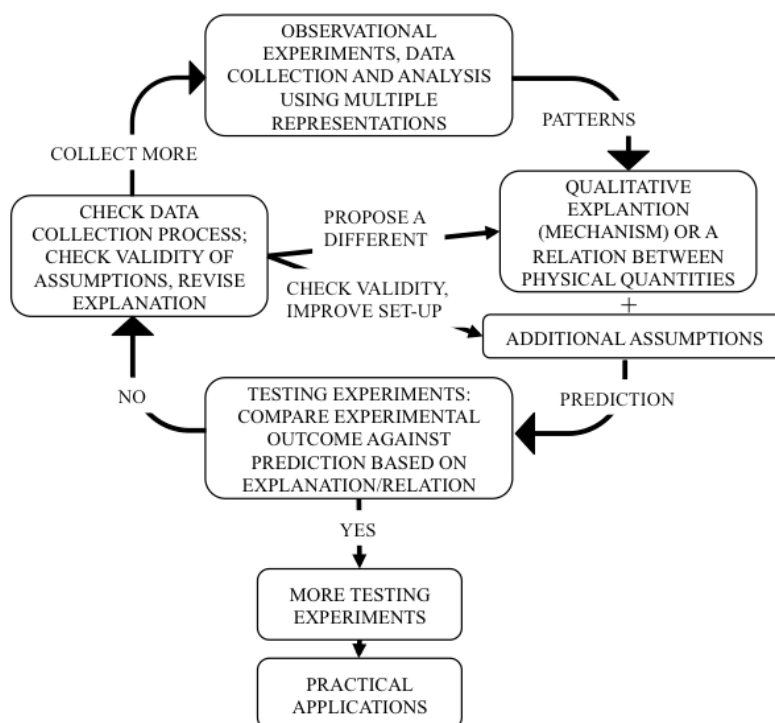 OBSERVATIONAL
EXPERIMENTS, DATA
COLLECTION AND ANALYSIS
USING MULTIPLE
REPRESENTATIONS
PATTERNS
COLLECT MORE
QUALITATIVE
EXPLANTION
(MECHANISM) OR A
RELATION BETWEEN
PHYSICAL QUANTITIES
+
ADDITIONAL ASSUMPTIONS
CHECK DATA
COLLECTION PROCESS;
CHECK VALIDITY OF
ASSUMPTIONS, REVISE
EXPLANATION
PROPOSE A
DIFFERENT
CHECK VALIDITY,
IMPROVE SET-UP
PREDICTION
NO
TESTING EXPERIMENTS:
COMPARE EXPERIMENTAL
OUTCOME AGAINST
PREDICTION BASED ON
EXPLANATION/RELATION
YES
MORE TESTING
EXPERIMENTS
PRACTICAL
APPLICATIONS